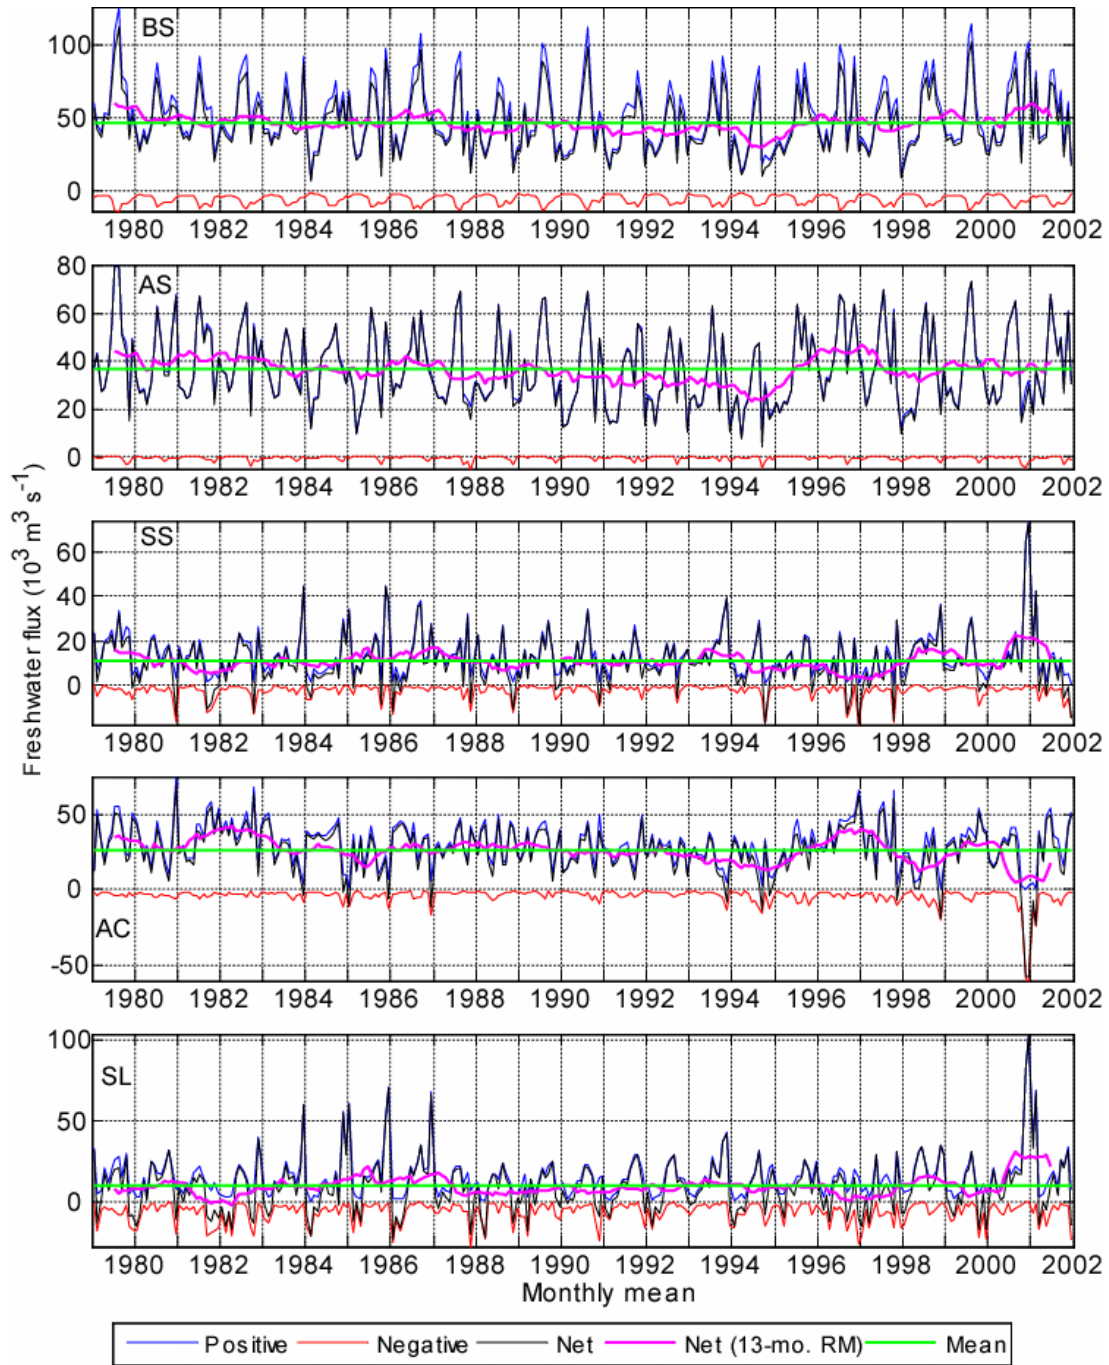 BS
100
50
0
1980 1982 1984 1986 1988 1990 1992 1994 1996 1998 2000 2002
AS
80
60
40
20
0
1980 1982 1984 1986 1988 1990 1992 1994 1996 1998 2000 2002
Freshwater flux (10³ m³ s⁻¹)
SS
60
40
20
0
1980 1982 1984 1986 1988 1990 1992 1994 1996 1998 2000 2002
50
0
AC
-50
1980 1982 1984 1986 1988 1990 1992 1994 1996 1998 2000 2002
100
SL
50
0
1980 1982 1984 1986 1988 1990 1992 1994 1996 1998 2000 2002
Monthly mean
Positive Negative Net Net (13-mo. RM) Mean